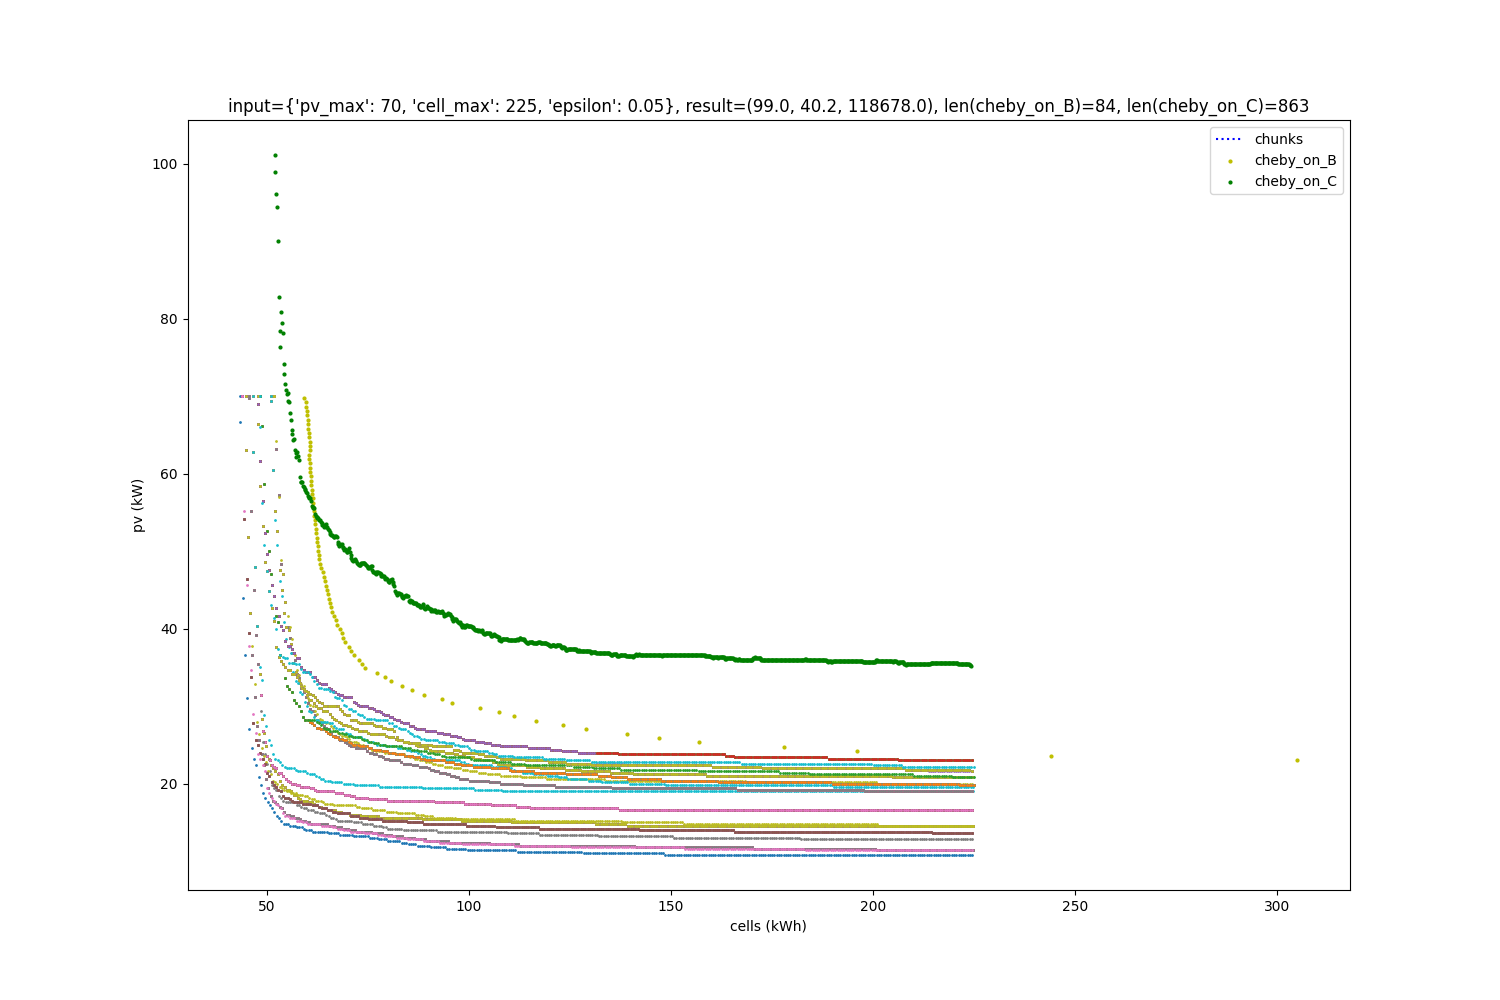 input={'pv_max': 70, 'cell_max': 225, 'epsilon': 0.05}, result=(99.0, 40.2, 118678.0), len(cheby_on_B)=84, len(cheby_on_C)=863
chunks
cheby_on_B
cheby_on_C
100
80
60
40
20
pv (kW)
50
100
150
200
250
300
cells (kWh)